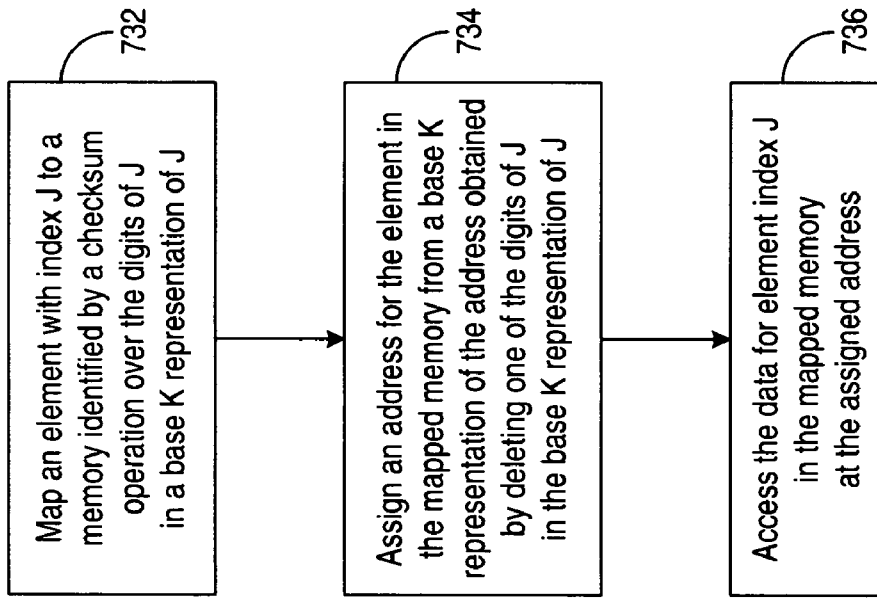 Map an element with index J to a
memory identified by a checksum
operation over the digits of J
in a base K representation of J
732
Assign an address for the element in
the mapped memory from a base K
representation of the address obtained
by deleting one of the digits of J
in the base K representation of J
734
Access the data for element index J
in the mapped memory
at the assigned address
736